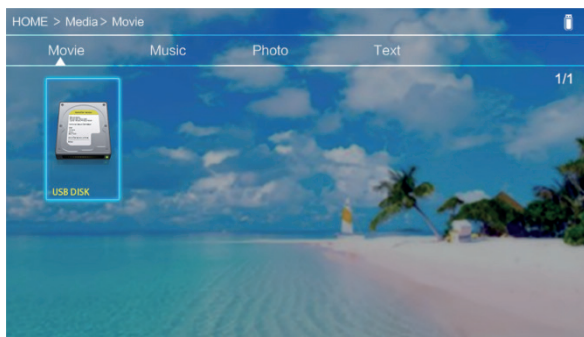 HOME > Media> Movie
Movie Music Photo Text
1/1
USB DISK